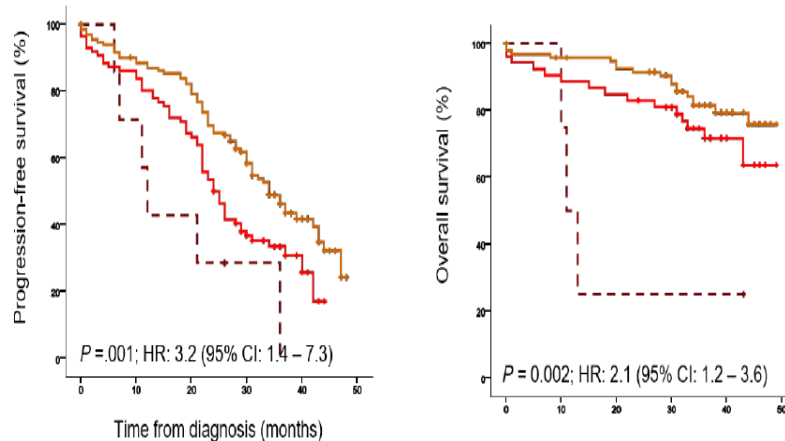 Progression-free survival (%)
100
80
60
40
20
0
P =.001; HR: 3.2 (95% CI: 1.4 – 7.3)
0 10 20 30 40 50
Time from diagnosis (months)
Overall survival (%)
100
80
60
40
20
0
P = 0.002; HR: 2.1 (95% CI: 1.2 – 3.6)
0 10 20 30 40 50